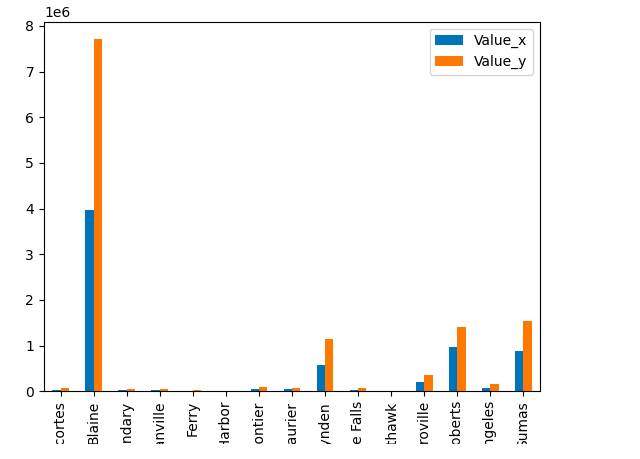 1e6
8
7
6
5
4
3
2
1
0
Value_x
Value_y
cortes
Blaine
ndary
anville
Ferry
Harbor
ontier
aurier
ynden
e Falls
thawk
roville
oberts
ngeles
Sumas